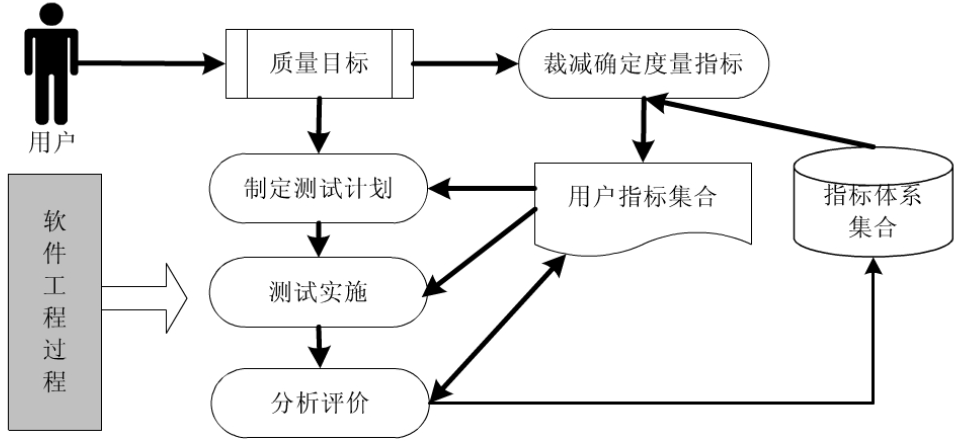 用户
质量目标
裁减确定度量指标
制定测试计划
用户指标集合
指标体系
集合
软件工程过程
测试实施
分析评价